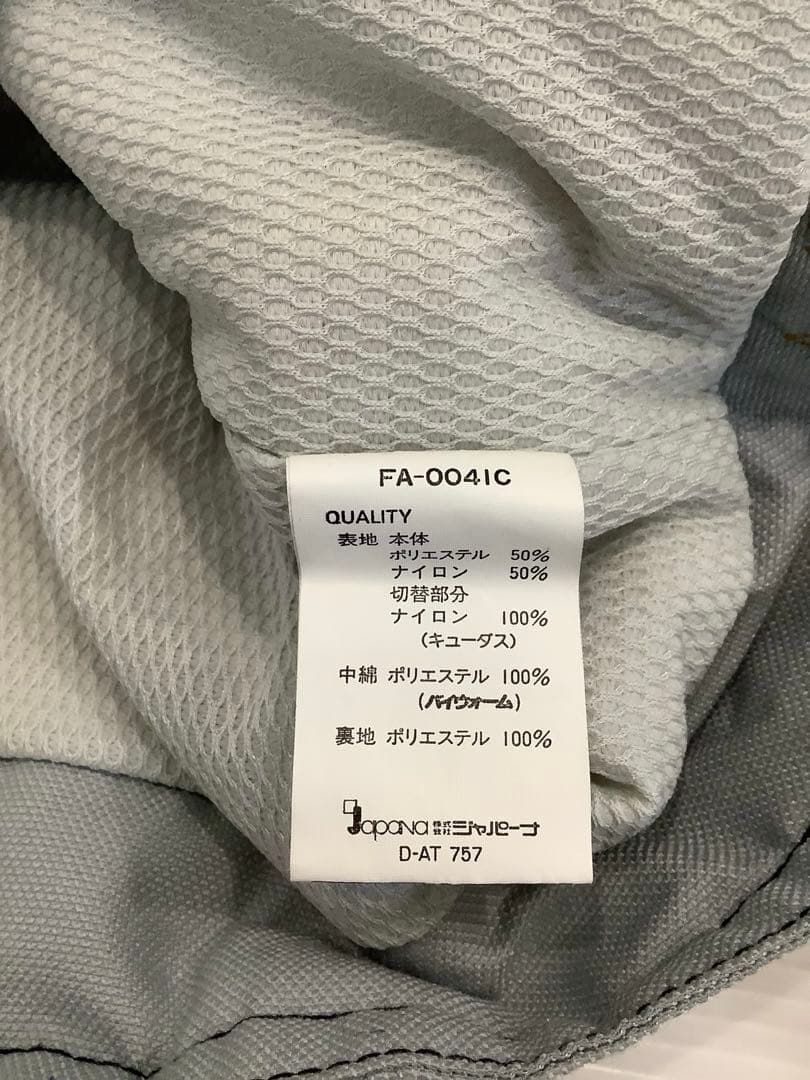 FA-0041C
QUALITY
表地 本体
ポリエステル 50%
ナイロン 50%
切替部分
ナイロン 100%
(キューダス)
中綿 ポリエステル 100%
(バイウォーム)
裏地 ポリエステル 100%
Japana 株式会社 ジャパーナ
D-AT 757